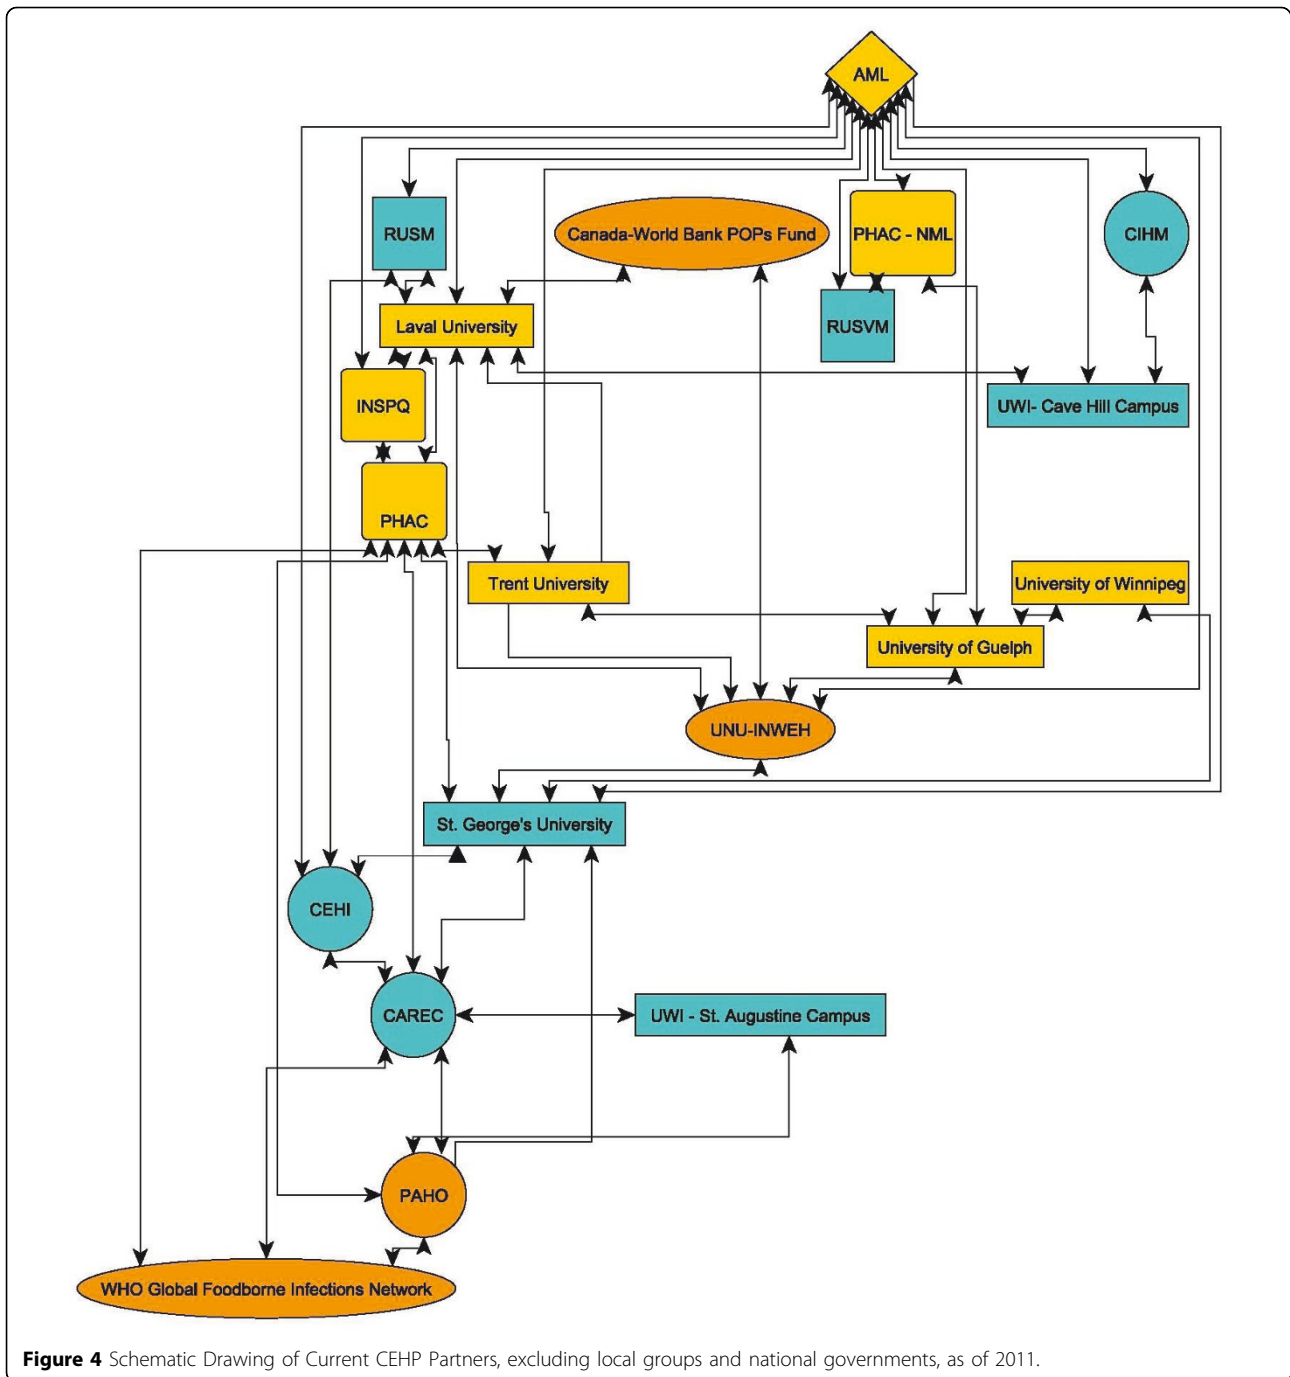 AML
RUSM
Canada-World Bank POPs Fund
PHAC - NML
CIHM
Laval University
RUSVM
INSPQ
UWI- Cave Hill Campus
PHAC
Trent University
University of Winnipeg
University of Guelph
UNU-INWEH
St. George's University
CEHI
CAREC
UWI - St. Augustine Campus
PAHO
WHO Global Foodborne Infections Network
Figure 4 Schematic Drawing of Current CEHP Partners, excluding local groups and national governments, as of 2011.